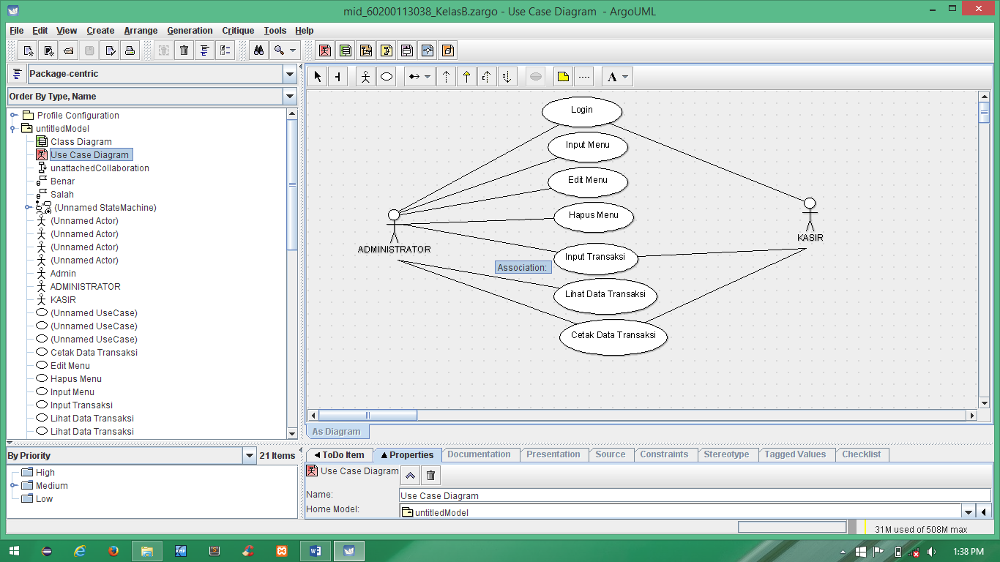 mid_60200113038_KelasB.zargo - Use Case Diagram - ArgoUML
File Edit View Create Arrange Generation Critique Tools Help
Package-centric
Order By Type, Name
Profile Configuration
untitledModel
Class Diagram
Use Case Diagram
unattachedCollaboration
Benar
Salah
(Unnamed StateMachine)
(Unnamed Actor)
(Unnamed Actor)
(Unnamed Actor)
(Unnamed Actor)
Admin
ADMINISTRATOR
KASIR
(Unnamed UseCase)
(Unnamed UseCase)
(Unnamed UseCase)
Cetak Data Transaksi
Edit Menu
Hapus Menu
Input Menu
Input Transaksi
Lihat Data Transaksi
Lihat Data Transaksi
By Priority 21 Items
High
Medium
Low
A
Login
Input Menu
Edit Menu
Hapus Menu
ADMINISTRATOR
KASIR
Input Transaksi
Association:
Lihat Data Transaksi
Cetak Data Transaksi
As Diagram
ToDo Item Properties Documentation Presentation Source Constraints Stereotype Tagged Values Checklist
Use Case Diagram
Name: Use Case Diagram
Home Model: untitledModel
31M used of 508M max
1:38 PM